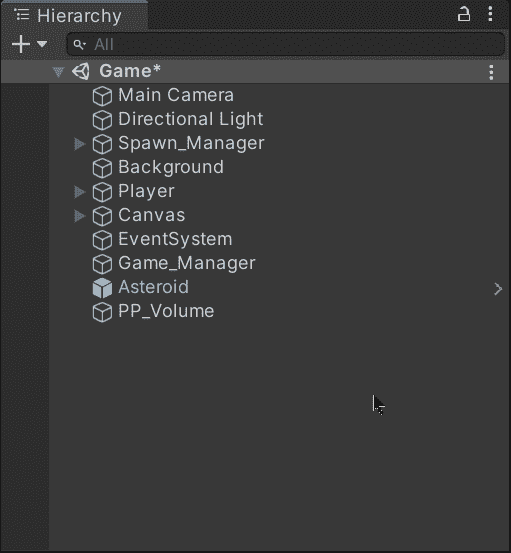 Hierarchy
All
Game*
Main Camera
Directional Light
Spawn_Manager
Background
Player
Canvas
EventSystem
Game_Manager
Asteroid
PP_Volume